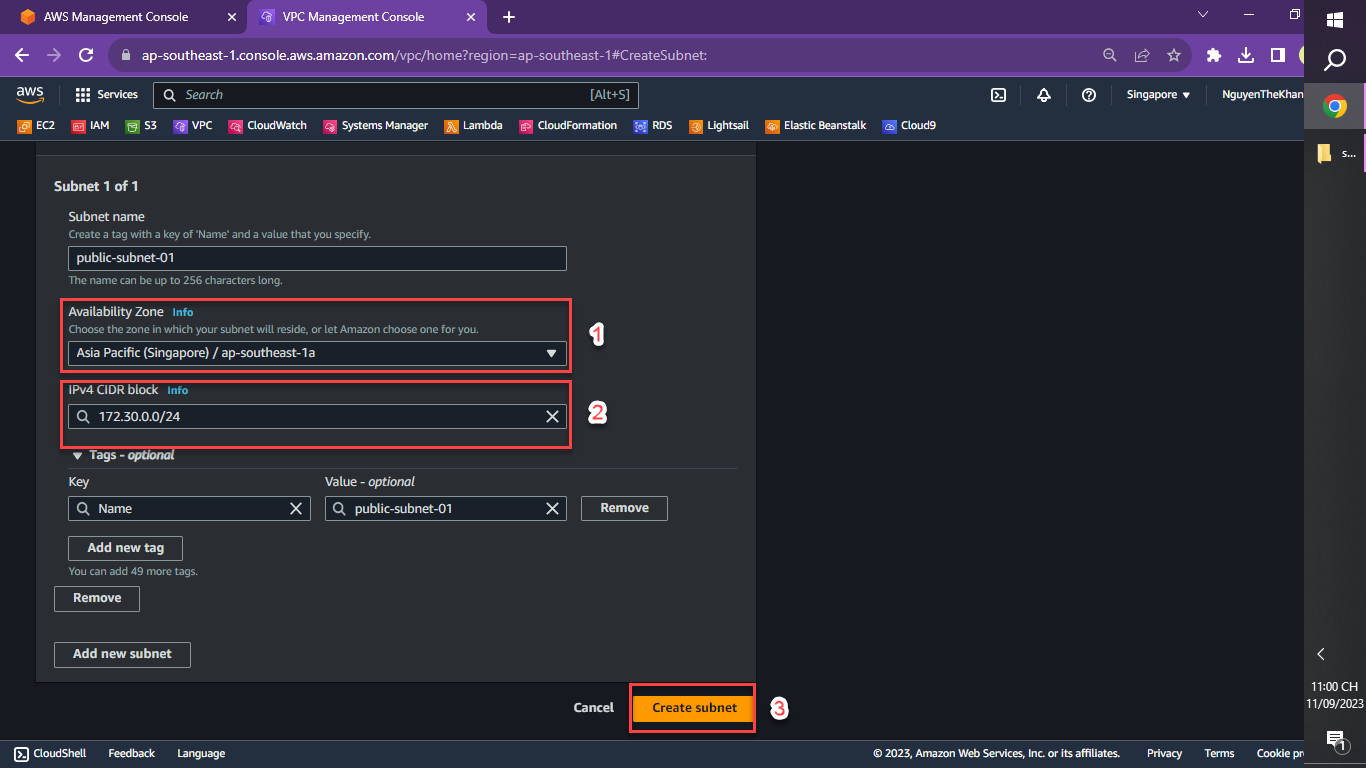 AWS Management Console
VPC Management Console
ap-southeast-1.console.aws.amazon.com/vpc/home?region=ap-southeast-1#CreateSubnet:
aws
Services
Search
[Alt+S]
Singapore
NguyenTheKhan
EC2
IAM
S3
VPC
CloudWatch
Systems Manager
Lambda
CloudFormation
RDS
Lightsail
Elastic Beanstalk
Cloud9
s...
Subnet 1 of 1
Subnet name
Create a tag with a key of 'Name' and a value that you specify.
public-subnet-01
The name can be up to 256 characters long.
Availability Zone Info
Choose the zone in which your subnet will reside, or let Amazon choose one for you.
Asia Pacific (Singapore) / ap-southeast-1a
1
IPv4 CIDR block Info
172.30.0.0/24
2
Tags - optional
Key
Value - optional
Name
public-subnet-01
Remove
Add new tag
You can add 49 more tags.
Remove
Add new subnet
Cancel
Create subnet
3
11:00 CH
11/09/2023
1
CloudShell
Feedback
Language
© 2023, Amazon Web Services, Inc. or its affiliates.
Privacy
Terms
Cookie pr